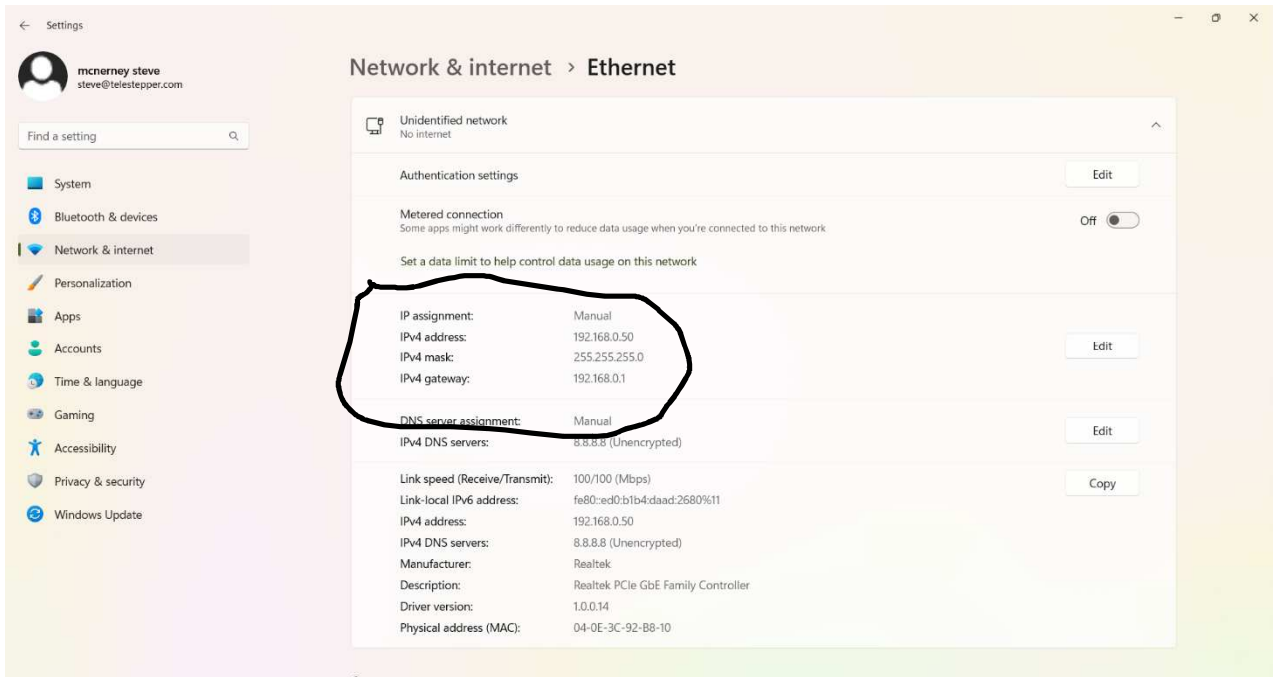 Settings
mcnerney steve
steve@telestepper.com
Find a setting
System
Bluetooth & devices
Network & internet
Personalization
Apps
Accounts
Time & language
Gaming
Accessibility
Privacy & security
Windows Update
Network & internet > Ethernet
Unidentified network
No internet
Authentication settings Edit
Metered connection Off
Some apps might work differently to reduce data usage when you're connected to this network
Set a data limit to help control data usage on this network
IP assignment: Manual
IPv4 address: 192.168.0.50
IPv4 mask: 255.255.255.0
IPv4 gateway: 192.168.0.1
Edit
DNS server assignment: Manual
IPv4 DNS servers: 8.8.8.8 (Unencrypted)
Edit
Link speed (Receive/Transmit): 100/100 (Mbps)
Link-local IPv6 address: fe80::ed0:b1b4:daad:2680%11
IPv4 address: 192.168.0.50
IPv4 DNS servers: 8.8.8.8 (Unencrypted)
Manufacturer: Realtek
Description: Realtek PCIe GbE Family Controller
Driver version: 1.0.0.14
Physical address (MAC): 04-0E-3C-92-B8-10
Copy